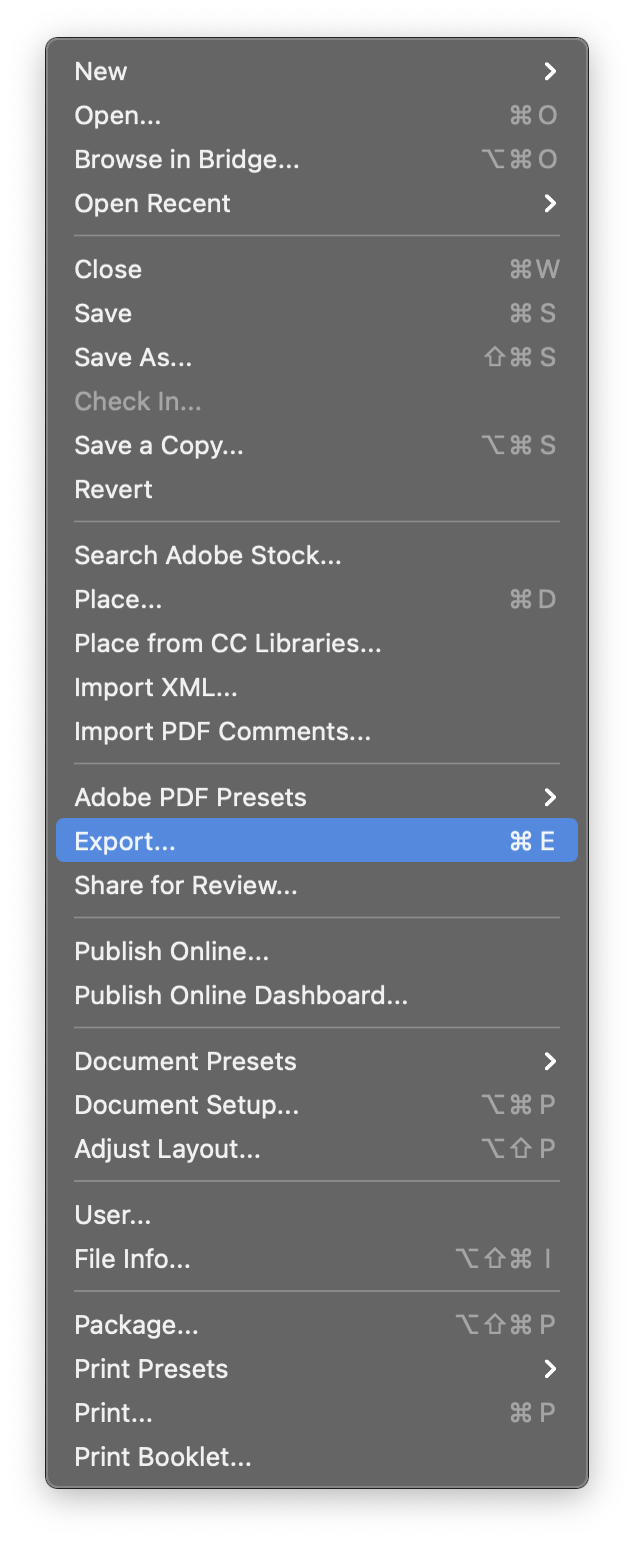 New
Open... ⌘ O
Browse in Bridge... ⌥⌘ O
Open Recent
Close ⌘W
Save ⌘ S
Save As... ⇧⌘ S
Check In...
Save a Copy... ⌥⌘ S
Revert
Search Adobe Stock...
Place... ⌘ D
Place from CC Libraries...
Import XML...
Import PDF Comments...
Adobe PDF Presets
Export... ⌘ E
Share for Review...
Publish Online...
Publish Online Dashboard...
Document Presets
Document Setup... ⌥⌘ P
Adjust Layout... ⌥⇧ P
User...
File Info... ⌥⇧⌘ I
Package... ⌥⇧⌘ P
Print Presets
Print... ⌘ P
Print Booklet...